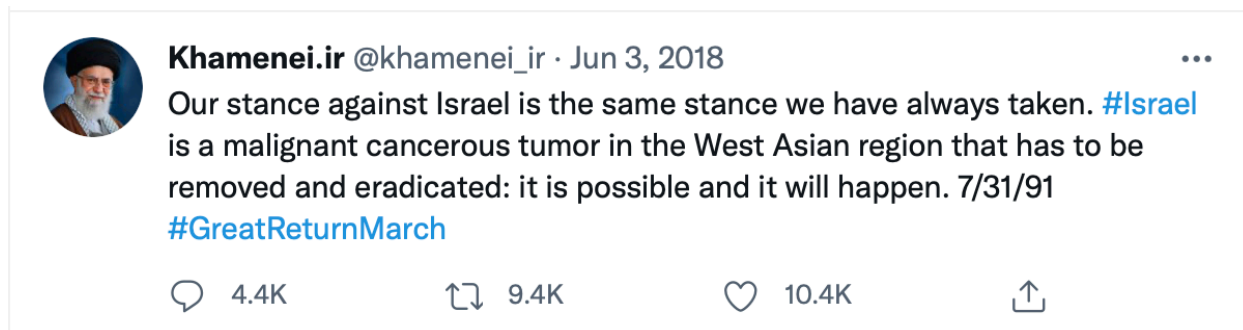 Khamenei.ir @khamenei_ir · Jun 3, 2018
Our stance against Israel is the same stance we have always taken. #Israel
is a malignant cancerous tumor in the West Asian region that has to be
removed and eradicated: it is possible and it will happen. 7/31/91
#GreatReturnMarch
4.4K 9.4K 10.4K